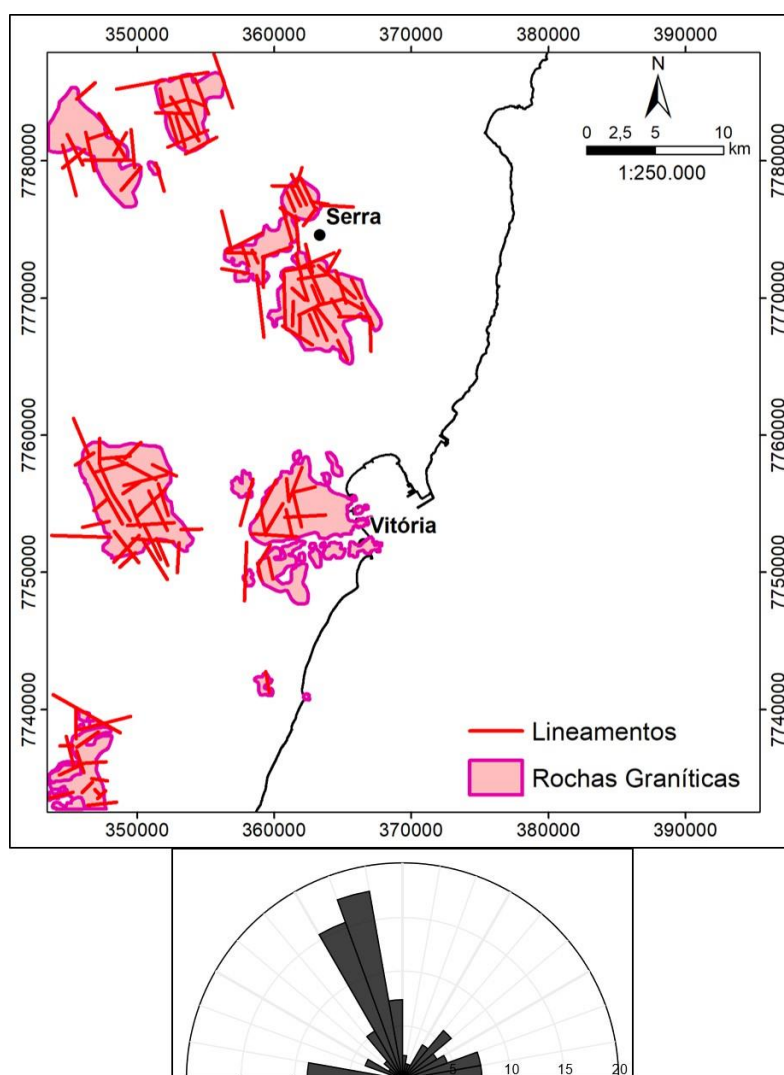 350000 360000 370000 380000 390000
N
0 2,5 5 10
km
1:250.000
7780000 7780000
Serra
7770000 7770000
7760000 7760000
Vitória
7750000 7750000
7740000 7740000
Lineamentos
Rochas Graníticas
350000 360000 370000 380000 390000
5 10 15 20